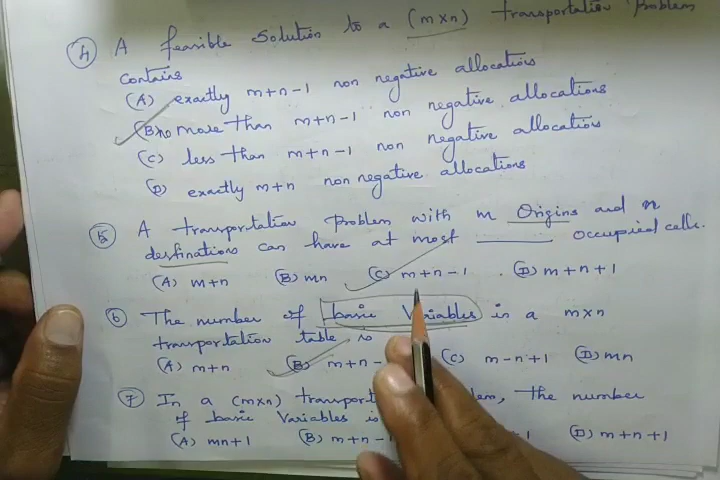 ④ A feasible solution to a (m×n) transportation problem
contains
(A) exactly m+n-1 non negative allocations
(B) no more than m+n-1 non negative allocations
(C) less than m+n-1 non negative allocations
(D) exactly m+n non negative allocations
⑤ A transportation problem with m Origins and n
destinations can have at most ______ occupied cells.
(A) m+n (B) mn (C) m+n-1 . (D) m+n+1
⑥ The number of basic Variables in a m×n
transportation table is
(A) m+n (B) m+n- (C) m-n+1 (D) mn
⑦ In a (m×n) the number
of basic Variables is
(A) mn+1 (B) m+n-1 (D) m+n+1